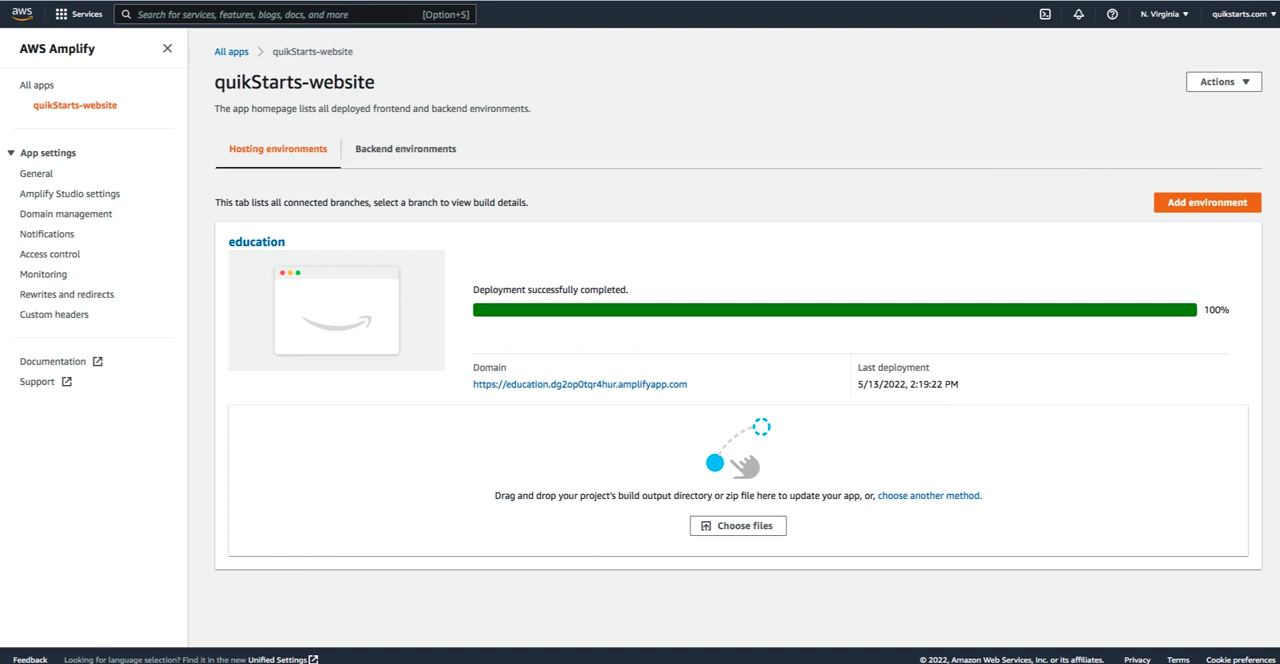 aws
Services
Search for services, features, blogs, docs, and more
[Option+S]
N. Virginia ▼
quikstarts.com ▼
AWS Amplify
All apps
quikStarts-website
App settings
General
Amplify Studio settings
Domain management
Notifications
Access control
Monitoring
Rewrites and redirects
Custom headers
Documentation
Support
All apps > quikStarts-website
quikStarts-website
Actions ▼
The app homepage lists all deployed frontend and backend environments.
Hosting environments
Backend environments
This tab lists all connected branches, select a branch to view build details.
Add environment
education
Deployment successfully completed.
100%
Domain
https://education.dg2op0tqr4hur.amplifyapp.com
Last deployment
5/13/2022, 2:19:22 PM
Drag and drop your project's build output directory or zip file here to update your app, or, choose another method.
Choose files
Feedback
Looking for language selection? Find it in the new Unified Settings
© 2022, Amazon Web Services, Inc. or its affiliates.
Privacy
Terms
Cookie preferences